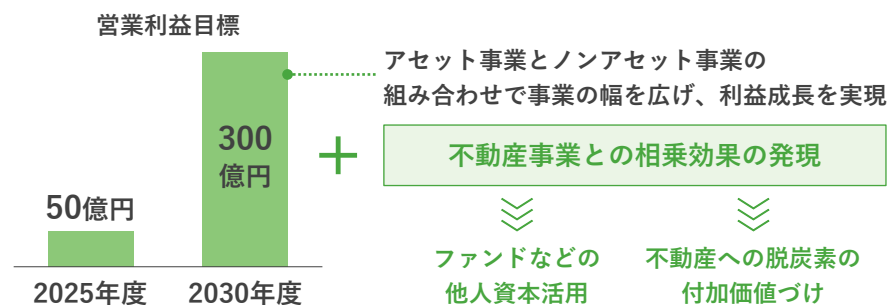 営業利益目標
アセット事業とノンアセット事業の
組み合わせで事業の幅を広げ、利益成長を実現
300
億円
+
不動産事業との相乗効果の発現
50億円
ファンドなどの
他人資本活用
不動産への脱炭素の
付加価値づけ
2025年度
2030年度